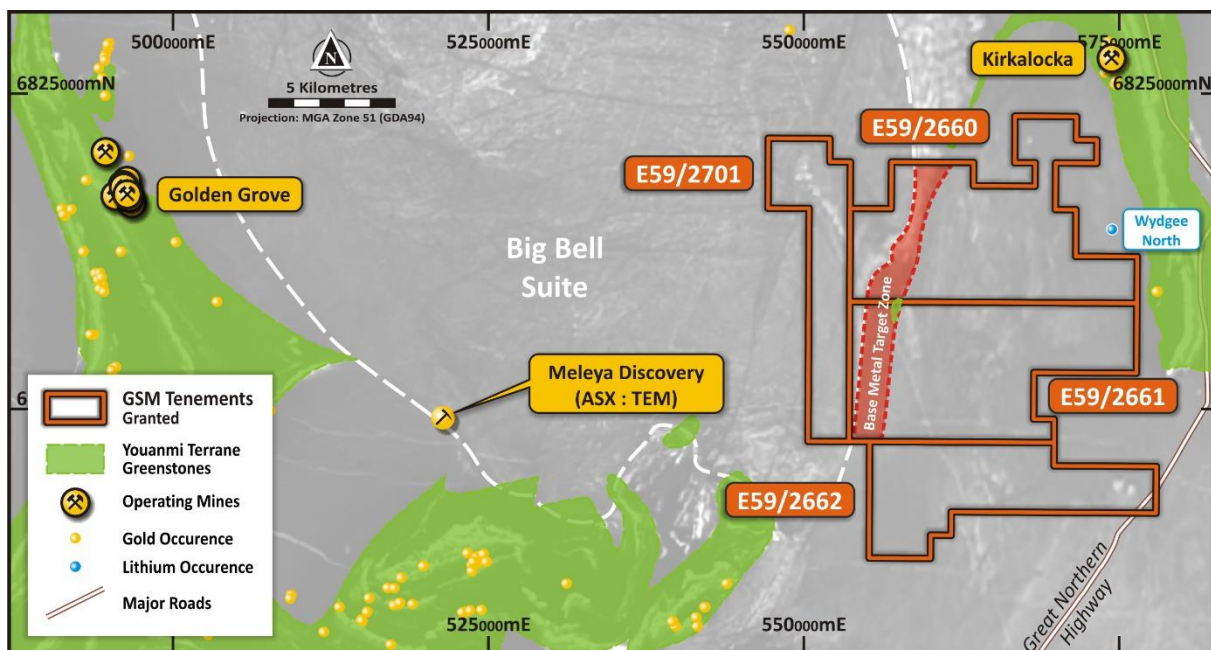 500000mE
525000mE
550000mE
575000mE
N
5 Kilometres
Projection: MGA Zone 51 (GDA94)
Kirkalocka
6825000mN
6825000mN
E59/2660
E59/2701
Golden Grove
Wydgee
North
Big Bell
Suite
Base Metal Target Zone
Meleya Discovery
(ASX : TEM)
E59/2661
E59/2662
6
GSM Tenements
Granted
Youanmi Terrane
Greenstones
Operating Mines
Gold Occurence
Lithium Occurence
Major Roads
Great Northern
Highway
525000mE
550000mE